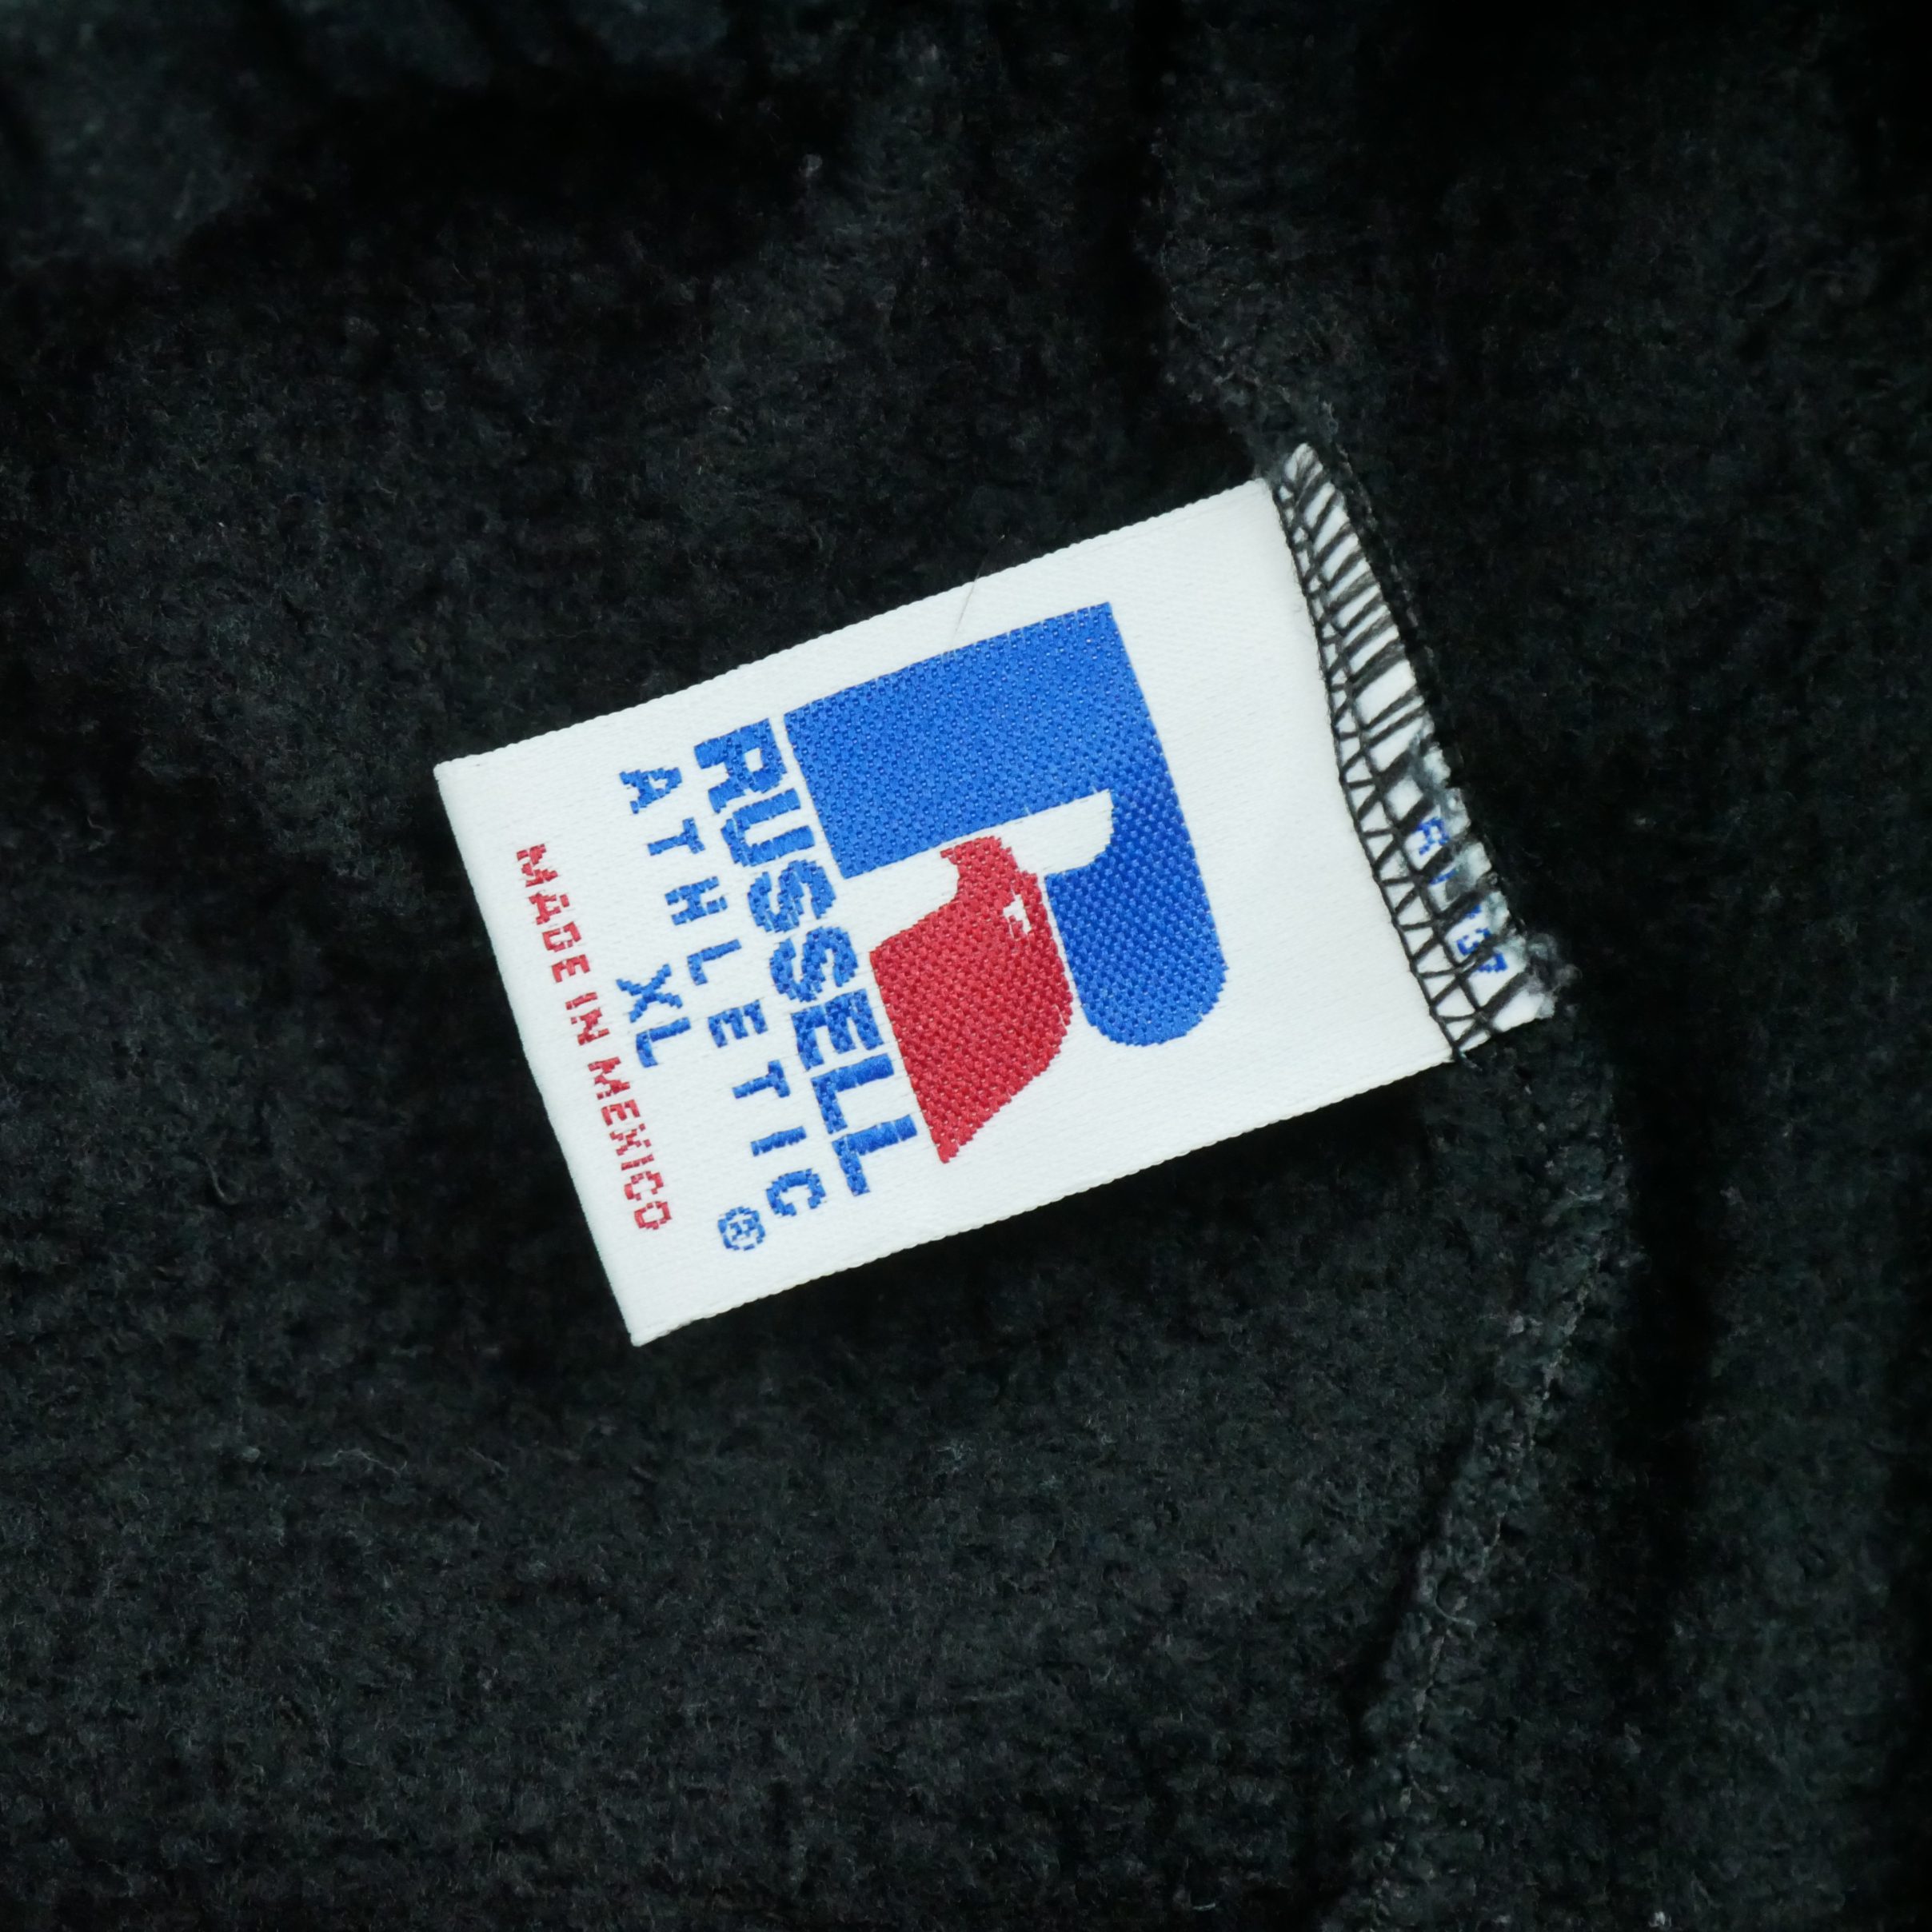 RUSSELL
ATHLETIC®
XL
MADE IN MEXICO